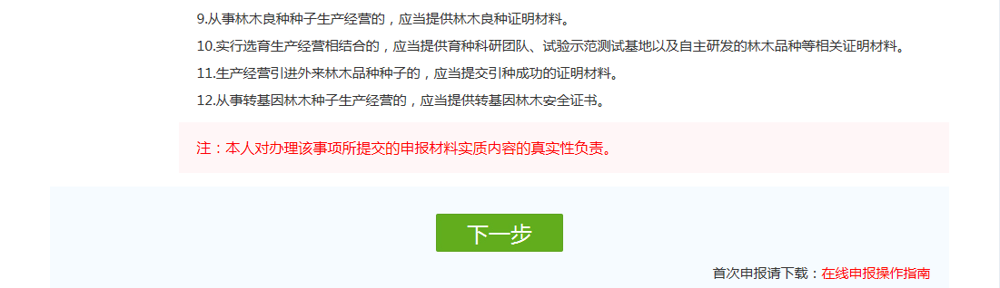 9.从事林木良种种子生产经营的，应当提供林木良种证明材料。
10.实行选育生产经营相结合的，应当提供育种科研团队、试验示范测试基地以及自主研发的林木品种等相关证明材料。
11.生产经营引进外来林木品种种子的，应当提交引种成功的证明材料。
12.从事转基因林木种子生产经营的，应当提供转基因林木安全证书。
注：本人对办理该事项所提交的申报材料实质内容的真实性负责。
下一步
首次申报请下载：在线申报操作指南